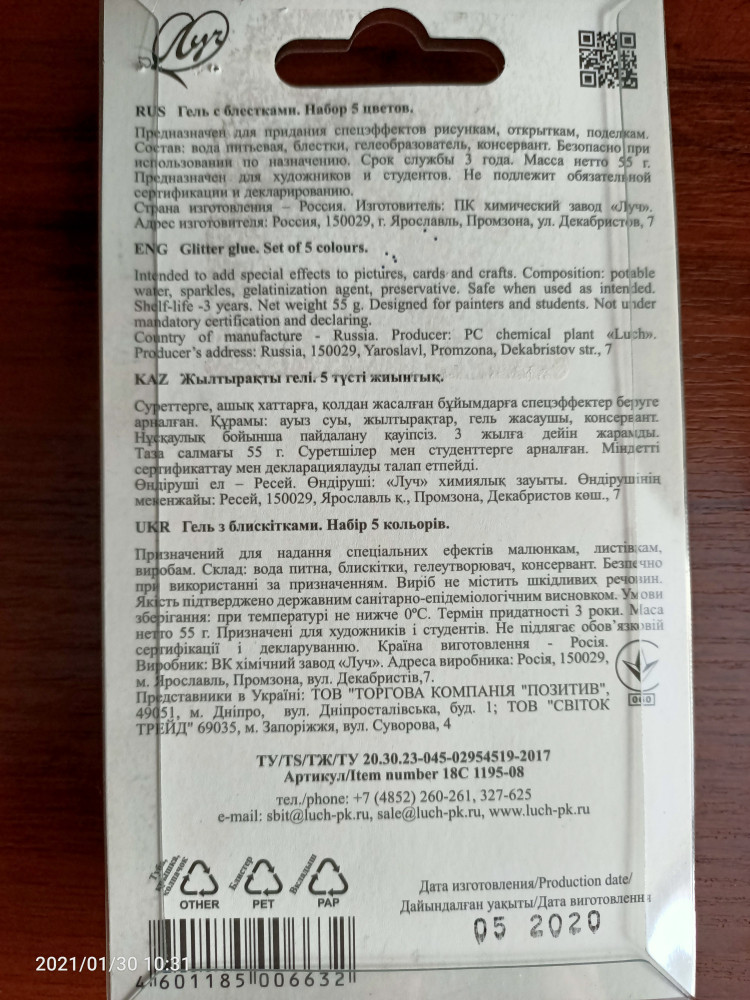 Луч
RUS Гель с блестками. Набор 5 цветов.
Предназначен для придания спецэффектов рисункам, открыткам, поделкам.
Состав: вода питьевая, блестки, гелеобразователь, консервант. Безопасно при
использовании по назначению. Срок службы 3 года. Масса нетто 55 г.
Предназначен для художников и студентов. Не подлежит обязательной
сертификации и декларированию.
Страна изготовления – Россия. Изготовитель: ПК химический завод «Луч».
Адрес изготовителя: Россия, 150029, г. Ярославль, Промзона, ул. Декабристов, 7
ENG Glitter glue. Set of 5 colours.
Intended to add special effects to pictures, cards and crafts. Composition: potable
water, sparkles, gelatinization agent, preservative. Safe when used as intended.
Shelf-life -3 years. Net weight 55 g. Designed for painters and students. Not under
mandatory certification and declaring.
Country of manufacture - Russia. Producer: PC chemical plant «Luch».
Producer's address: Russia, 150029, Yaroslavl, Promzona, Dekabristov str., 7
KAZ Жылтырақты гелі. 5 түсті жиынтық.
Суреттерге, ашық хаттарға, қолдан жасалған бұйымдарға спецэффектер беруге
арналған. Құрамы: ауыз суы, жылтырақтар, гель жасаушы, консервант.
Нұсқаулық бойынша пайдалану қауіпсіз. 3 жылға дейін жарамды.
Таза салмағы 55 г. Суретшілер мен студенттерге арналған. Міндетті
сертификаттау мен декларациялауды талап етпейді.
Өндіруші ел – Ресей. Өндіруші: «Луч» химиялық зауыты. Өндірушінің
мекенжайы: Ресей, 150029, Ярославль қ., Промзона, Декабристов көш., 7
UKR Гель з блискітками. Набір 5 кольорів.
Призначений для надання спеціальних ефектів малюнкам, листівкам,
виробам. Склад: вода питна, блискітки, гелеутворювач, консервант. Безпечно
при використанні за призначенням. Виріб не містить шкідливих речовин.
Якість підтверджено державним санітарно-епідеміологічним висновком. Умови
зберігання: при температурі не нижче 0ºС. Термін придатності 3 роки. Маса
нетто 55 г. Призначені для художників і студентів. Не підлягає обов'язковій
сертифікації і декларуванню. Країна виготовлення - Росія.
Виробник: ВК хімічний завод «Луч». Адреса виробника: Росія, 150029,
м. Ярославль, Промзона, вул. Декабристів,7.
Представники в Україні: ТОВ "ТОРГОВА КОМПАНІЯ "ПОЗИТИВ",
49051, м. Дніпро, вул. Дніпросталівська, буд. 1; ТОВ "СВІТОК
ТРЕЙД" 69035, м. Запоріжжя, вул. Суворова, 4
ТУ/TS/ТЖ/ТУ 20.30.23-045-02954519-2017
Артикул/Item number 18С 1195-08
тел./phone: +7 (4852) 260-261, 327-625
e-mail: sbit@luch-pk.ru, sale@luch-pk.ru, www.luch-pk.ru
Туба,
крышка,
колпачок
OTHER
Блистер
PET
Вкладыш
PAP
Дата изготовления/Production date/
Дайындалған уақыты/Дата виготовлення
05 2020
4 601185 006632
2021/01/30 10:31